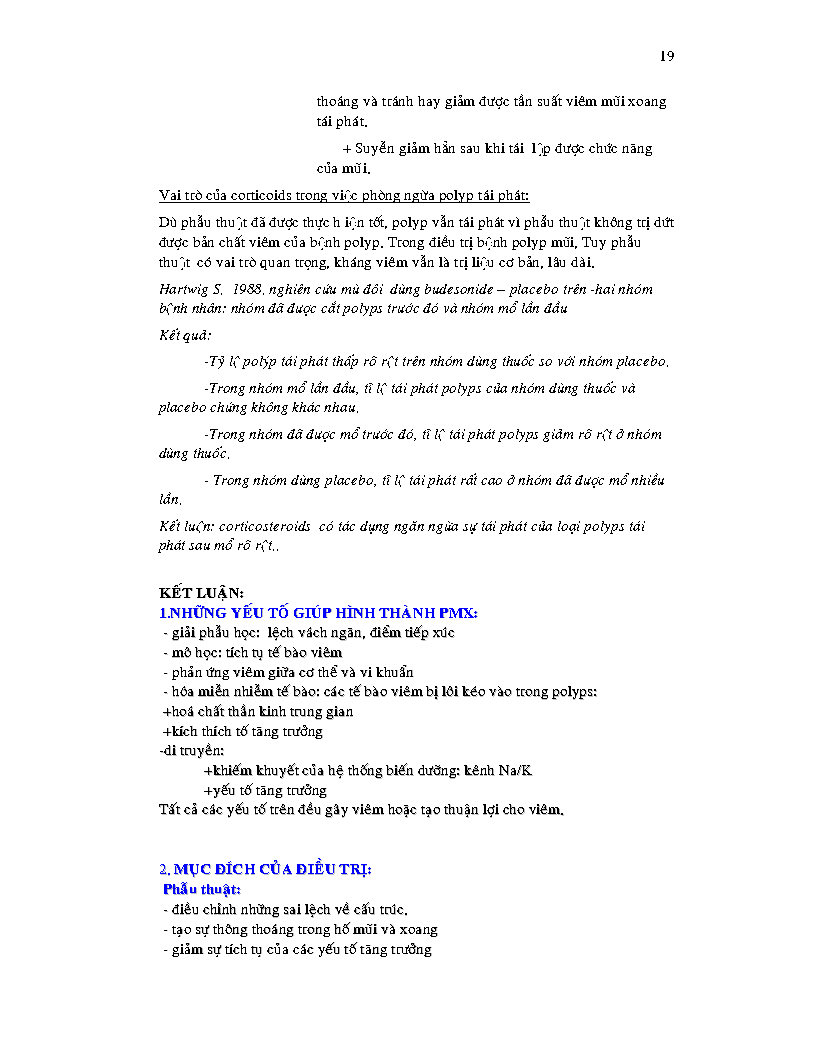 19
thoáng và tránh hay giảm được tần suất viêm mũi xoang
tái phát.
+ Suyễn giảm hẳn sau khi tái lập được chức năng
của mũi.
Vai trò của corticoids trong việc phòng ngừa polyp tái phát:
Dù phẫu thuật đã được thực h iện tốt, polyp vẫn tái phát vì phẫu thuật không trị dứt
được bản chất viêm của bệnh polyp. Trong điều trị bệnh polyp mũi, Tuy phẫu
thuật có vai trò quan trọng, kháng viêm vẫn là trị liệu cơ bản, lâu dài.
Hartwig S. 1988. nghiên cứu mù đôi dùng budesonide – placebo trên -hai nhóm
bệnh nhân: nhóm đã được cắt polyps trước đó và nhóm mổ lần đầu
Kết quả:
-Tỷ lệ polýp tái phát thấp rõ rệt trên nhóm dùng thuốc so với nhóm placebo.
-Trong nhóm mổ lần đầu, tỉ lệ tái phát polyps của nhóm dùng thuốc và
placebo chứng không khác nhau.
-Trong nhóm đã được mổ trước đó, tỉ lệ tái phát polyps giảm rõ rệt ở nhóm
dùng thuốc.
- Trong nhóm dùng placebo, tỉ lệ tái phát rất cao ở nhóm đã được mổ nhiều
lần.
Kết luận: corticosteroids có tác dụng ngăn ngừa sự tái phát của loại polyps tái
phát sau mổ rõ rệt..
KẾT LUẬN:
1.NHỮNG YẾU TỐ GIÚP HÌNH THÀNH PMX:
- giải phẫu học: lệch vách ngăn, điểm tiếp xúc
- mô học: tích tụ tế bào viêm
- phản ứng viêm giữa cơ thể và vi khuẩn
- hóa miễn nhiễm tế bào: các tế bào viêm bị lôi kéo vào trong polyps:
+hoá chất thần kinh trung gian
+kích thích tố tăng trưởng
-di truyền:
+khiếm khuyết của hệ thống biến dưỡng: kênh Na/K
+yếu tố tăng trưởng
Tất cả các yếu tố trên đều gây viêm hoặc tạo thuận lợi cho viêm.
2. MỤC ĐÍCH CỦA ĐIỀU TRỊ:
Phẫu thuật:
- điều chỉnh những sai lệch về cấu trúc.
- tạo sự thông thoáng trong hố mũi và xoang
- giảm sự tích tụ của các yếu tố tăng trưởng